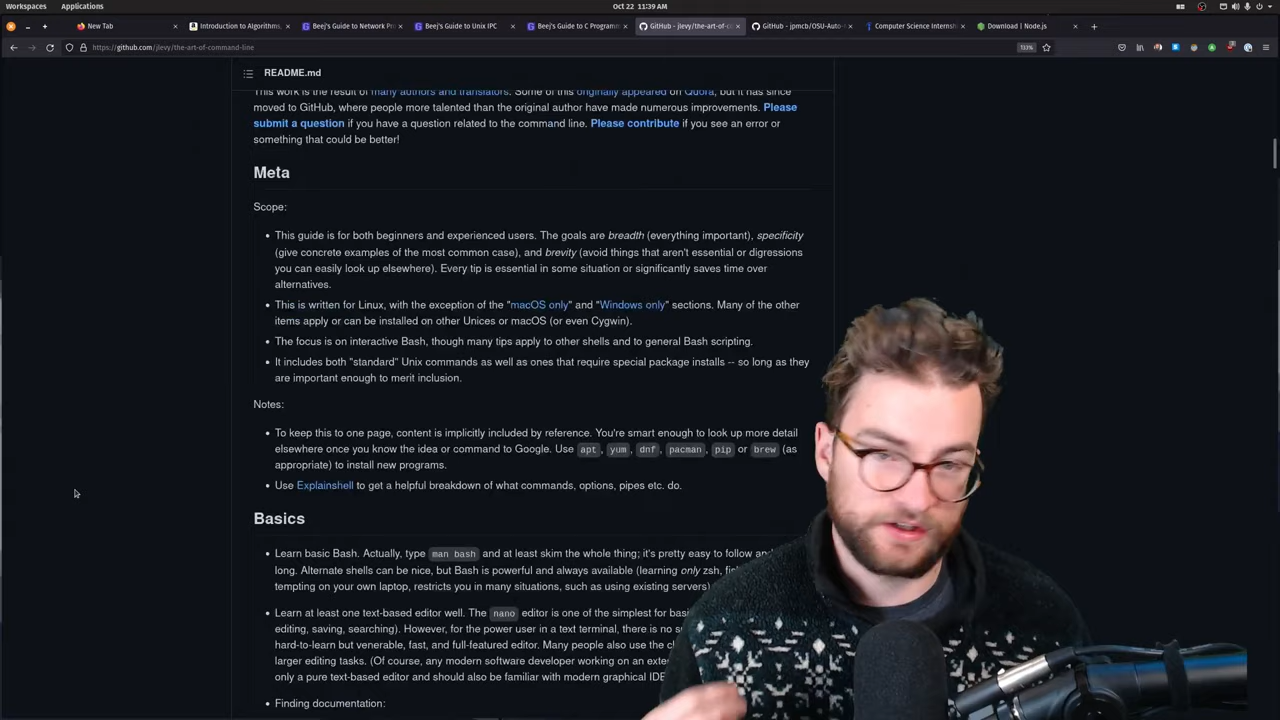 Workspaces Applications Oct 22 11:39 AM
New Tab Introduction to Algorithms, Beej's Guide to Network Pro Beej's Guide to Unix IPC Beej's Guide to C Programm GitHub - jlevy/the-art-of-co GitHub - jpmcb/OSU-Auto- Computer Science Internsh Download | Node.js
https://github.com/jlevy/the-art-of-command-line 133%
README.md
This work is the result of many authors and translators. Some of this originally appeared on Quora, but it has since
moved to GitHub, where people more talented than the original author have made numerous improvements. Please
submit a question if you have a question related to the command line. Please contribute if you see an error or
something that could be better!
Meta
Scope:
• This guide is for both beginners and experienced users. The goals are breadth (everything important), specificity
(give concrete examples of the most common case), and brevity (avoid things that aren't essential or digressions
you can easily look up elsewhere). Every tip is essential in some situation or significantly saves time over
alternatives.
• This is written for Linux, with the exception of the "macOS only" and "Windows only" sections. Many of the other
items apply or can be installed on other Unices or macOS (or even Cygwin).
• The focus is on interactive Bash, though many tips apply to other shells and to general Bash scripting.
• It includes both "standard" Unix commands as well as ones that require special package installs -- so long as they
are important enough to merit inclusion.
Notes:
• To keep this to one page, content is implicitly included by reference. You're smart enough to look up more detail
elsewhere once you know the idea or command to Google. Use apt, yum, dnf, pacman, pip or brew (as
appropriate) to install new programs.
• Use Explainshell to get a helpful breakdown of what commands, options, pipes etc. do.
Basics
• Learn basic Bash. Actually, type man bash and at least skim the whole thing; it's pretty easy to follow and
long. Alternate shells can be nice, but Bash is powerful and always available (learning only zsh, fis
tempting on your own laptop, restricts you in many situations, such as using existing servers)
• Learn at least one text-based editor well. The nano editor is one of the simplest for basi
editing, saving, searching). However, for the power user in a text terminal, there is no su
hard-to-learn but venerable, fast, and full-featured editor. Many people also use the cl
larger editing tasks. (Of course, any modern software developer working on an exte
only a pure text-based editor and should also be familiar with modern graphical IDE
• Finding documentation: